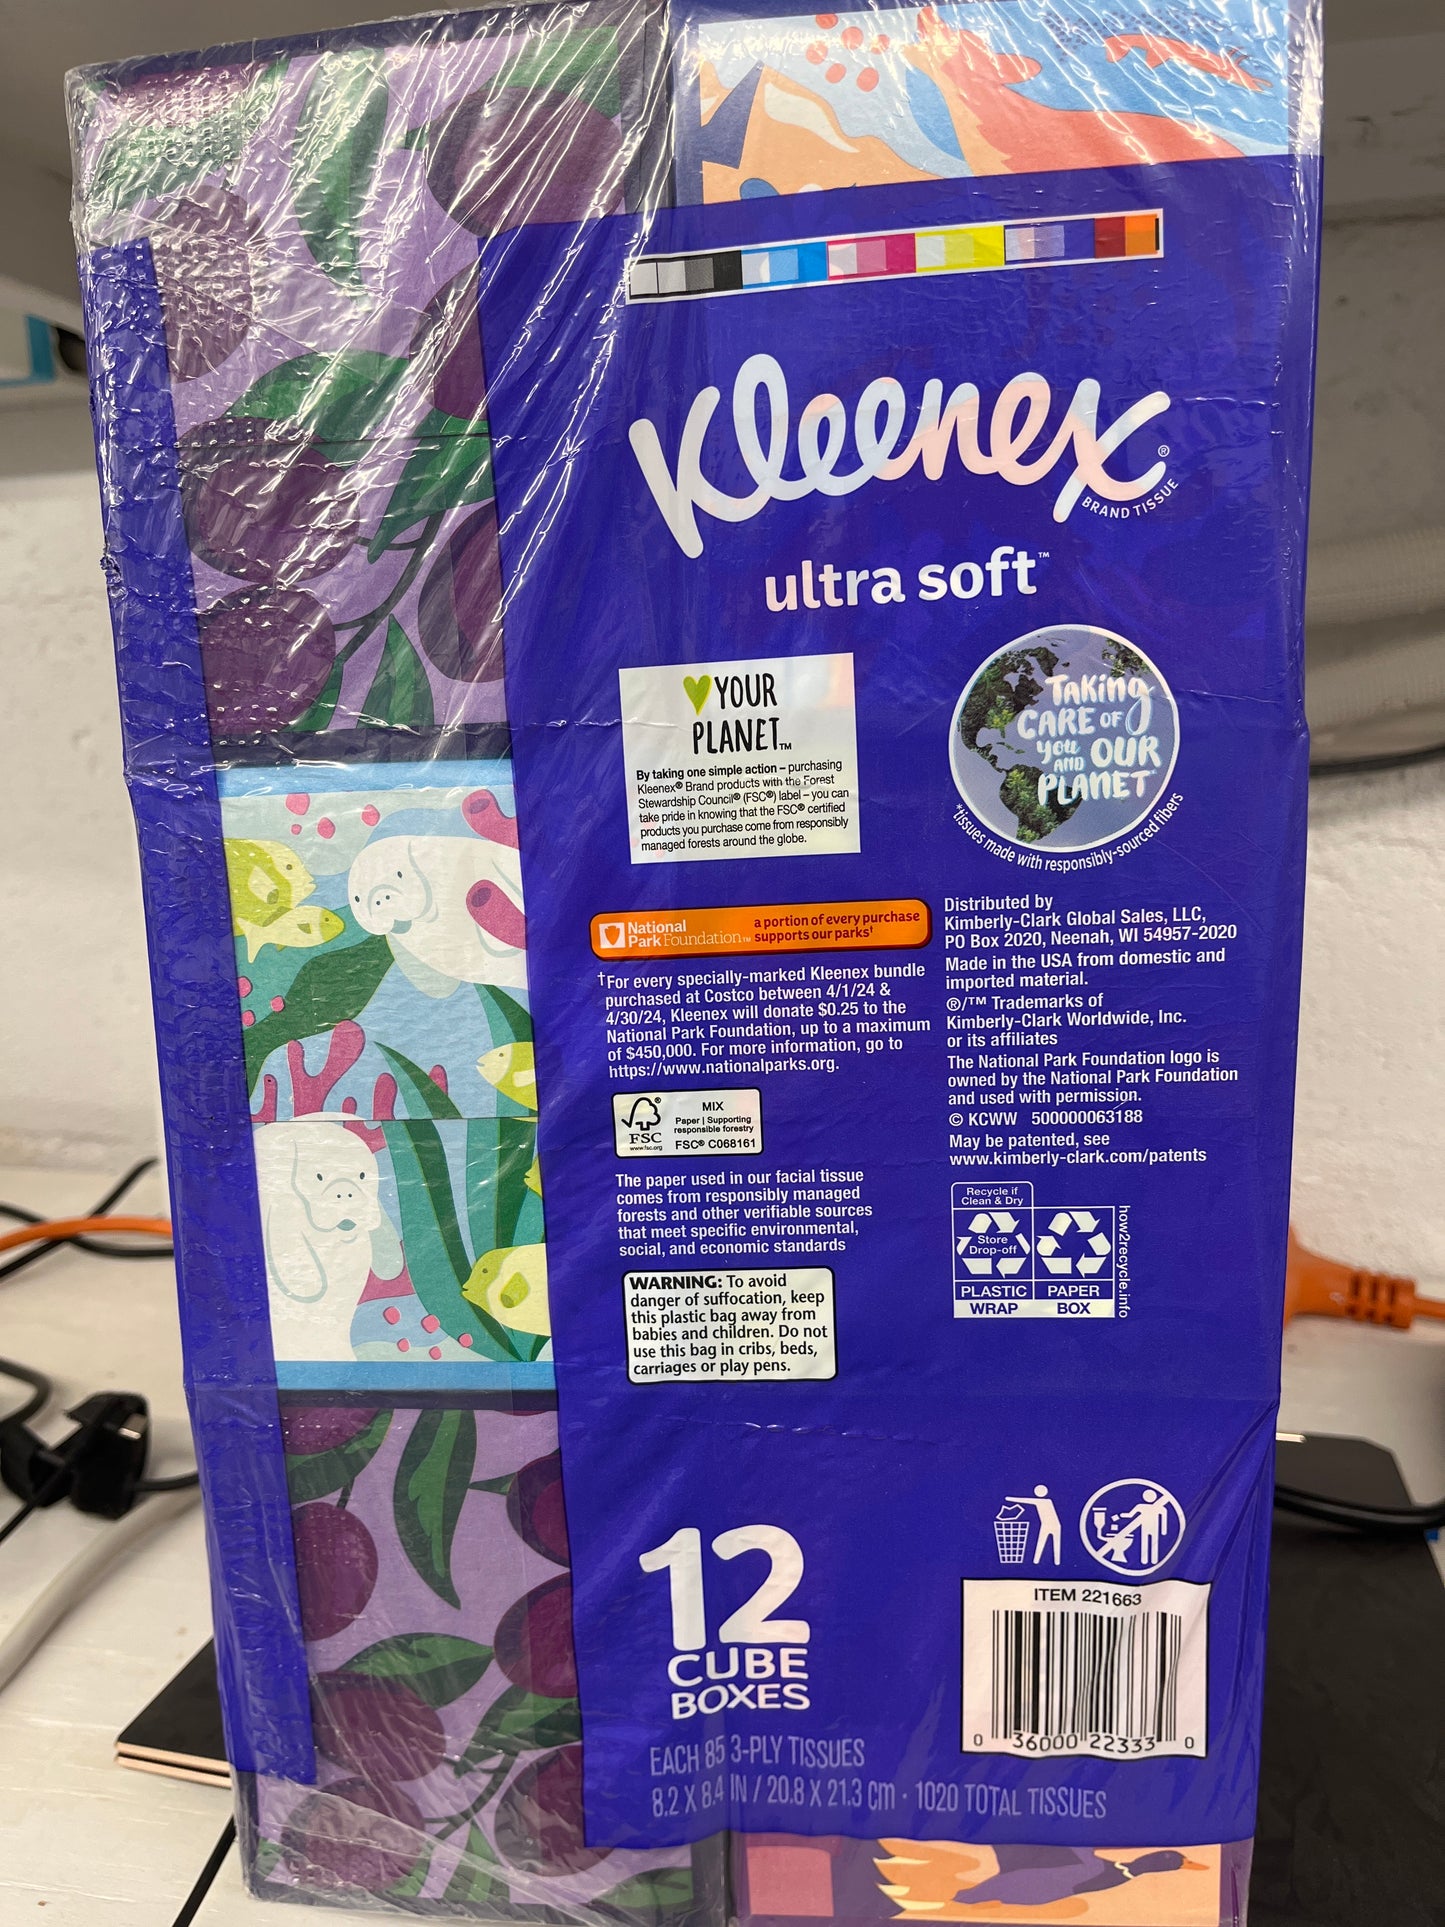 Kleenex®
BRAND TISSUE
ultra soft™
YOUR
PLANET™
By taking one simple action – purchasing
Kleenex® Brand products with the Forest
Stewardship Council® (FSC®) label – you can
take pride in knowing that the FSC® certified
products you purchase come from responsibly
managed forests around the globe.
TAKING
CARE OF
you
AND OUR
PLANET
*tissues made with responsibly-sourced fibers
National
Park Foundation™
a portion of every purchase
supports our parks†
†For every specially-marked Kleenex bundle
purchased at Costco between 4/1/24 &
4/30/24, Kleenex will donate $0.25 to the
National Park Foundation, up to a maximum
of $450,000. For more information, go to
https://www.nationalparks.org.
FSC®
www.fsc.org
MIX
Paper | Supporting
responsible forestry
FSC® C068161
The paper used in our facial tissue
comes from responsibly managed
forests and other verifiable sources
that meet specific environmental,
social, and economic standards
WARNING: To avoid
danger of suffocation, keep
this plastic bag away from
babies and children. Do not
use this bag in cribs, beds,
carriages or play pens.
Distributed by
Kimberly-Clark Global Sales, LLC,
PO Box 2020, Neenah, WI 54957-2020
Made in the USA from domestic and
imported material.
®/™ Trademarks of
Kimberly-Clark Worldwide, Inc.
or its affiliates
The National Park Foundation logo is
owned by the National Park Foundation
and used with permission.
© KCWW 500000063188
May be patented, see
www.kimberly-clark.com/patents
Recycle if
Clean & Dry
Store
Drop-off
PLASTIC
WRAP
PAPER
BOX
how2recycle.info
12
CUBE
BOXES
EACH 85 3-PLY TISSUES
8.2 X 8.4 IN / 20.8 X 21.3 cm · 1020 TOTAL TISSUES
ITEM 221663
0 36000 22333 0